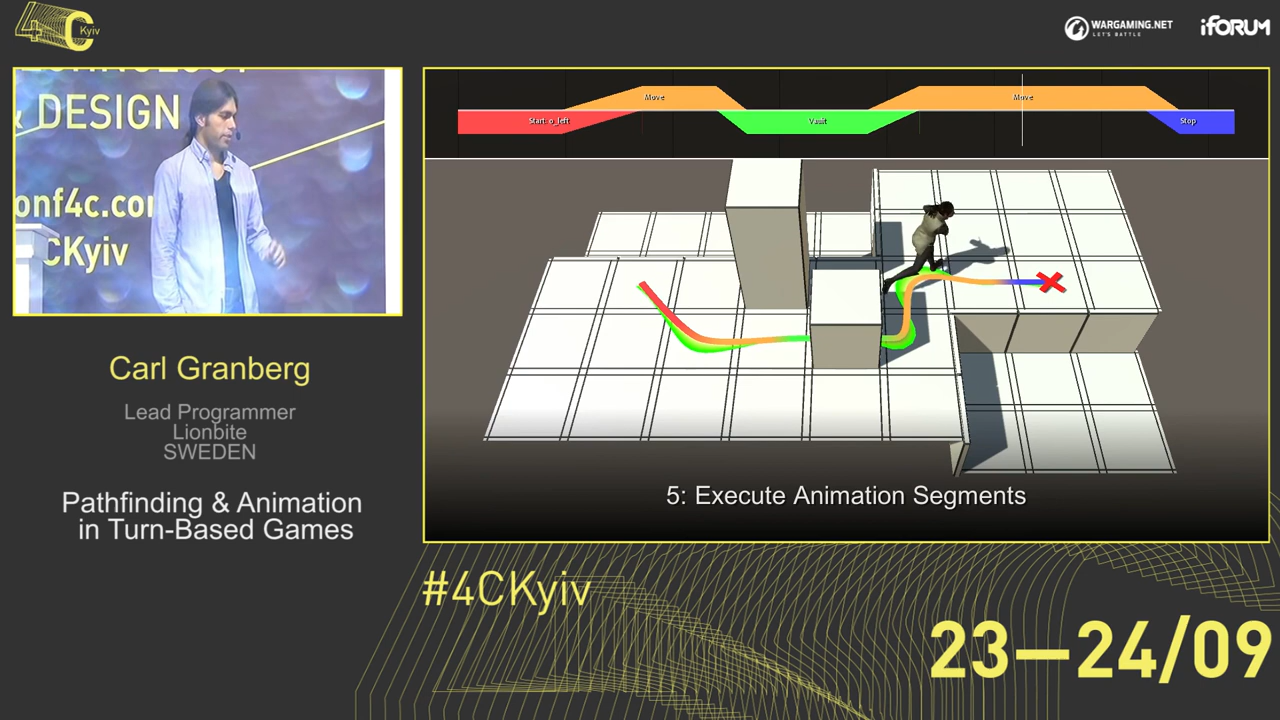 4C Kyiv
WARGAMING.NET
LET'S BATTLE
iFORUM
& DESIGN
onf4c.co
CKyiv
Move
Move
Start: o_left
Vault
Stop
Carl Granberg
Lead Programmer
Lionbite
SWEDEN
Pathfinding & Animation
in Turn-Based Games
5: Execute Animation Segments
#4CKyiv
23—24/09